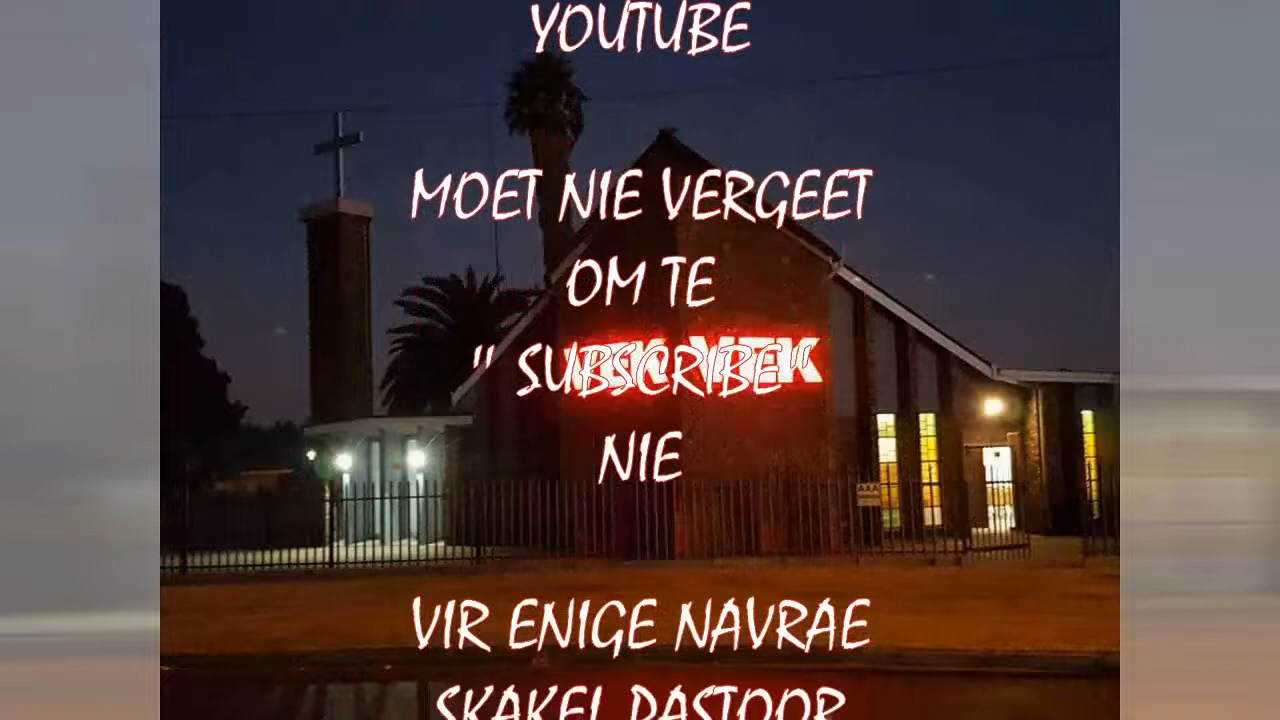 YOUTUBE
MOET NIE VERGEET
OM TE
" SUBSCRIBE"
NIE
VIR ENIGE NAVRAE
SKAKEL PASTOOR